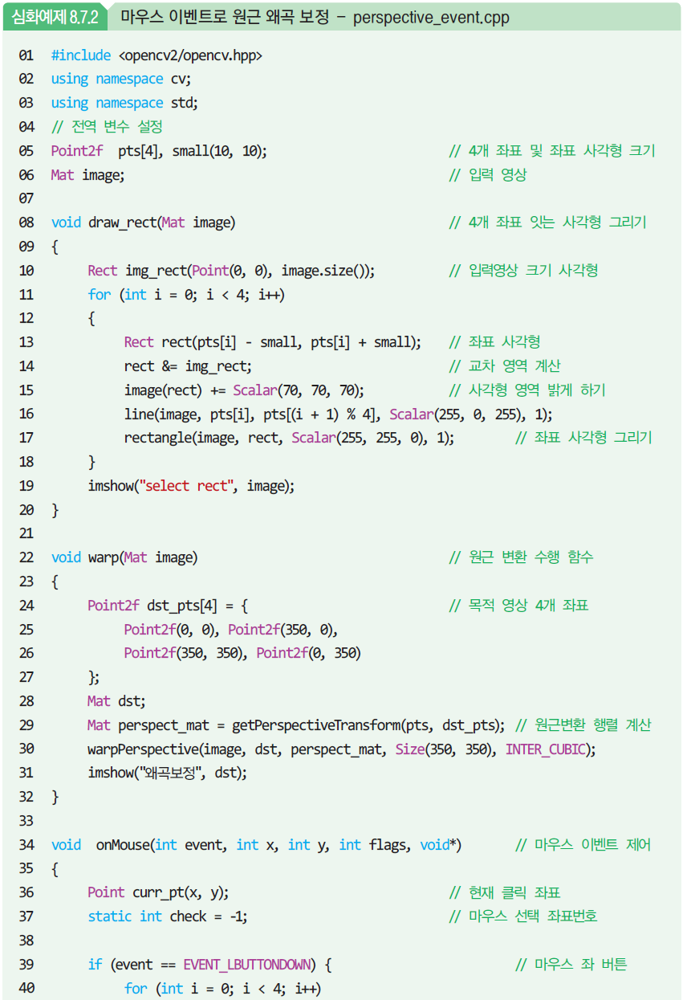 심화예제 8.7.2 마우스 이벤트로 원근 왜곡 보정 - perspective_event.cpp
01 #include <opencv2/opencv.hpp>
02 using namespace cv;
03 using namespace std;
04 // 전역 변수 설정
05 Point2f pts[4], small(10, 10); // 4개 좌표 및 좌표 사각형 크기
06 Mat image; // 입력 영상
07
08 void draw_rect(Mat image) // 4개 좌표 잇는 사각형 그리기
09 {
10 Rect img_rect(Point(0, 0), image.size()); // 입력영상 크기 사각형
11 for (int i = 0; i < 4; i++)
12 {
13 Rect rect(pts[i] - small, pts[i] + small); // 좌표 사각형
14 rect &= img_rect; // 교차 영역 계산
15 image(rect) += Scalar(70, 70, 70); // 사각형 영역 밝게 하기
16 line(image, pts[i], pts[(i + 1) % 4], Scalar(255, 0, 255), 1);
17 rectangle(image, rect, Scalar(255, 255, 0), 1); // 좌표 사각형 그리기
18 }
19 imshow("select rect", image);
20 }
21
22 void warp(Mat image) // 원근 변환 수행 함수
23 {
24 Point2f dst_pts[4] = { // 목적 영상 4개 좌표
25 Point2f(0, 0), Point2f(350, 0),
26 Point2f(350, 350), Point2f(0, 350)
27 };
28 Mat dst;
29 Mat perspect_mat = getPerspectiveTransform(pts, dst_pts); // 원근변환 행렬 계산
30 warpPerspective(image, dst, perspect_mat, Size(350, 350), INTER_CUBIC);
31 imshow("왜곡보정", dst);
32 }
33
34 void onMouse(int event, int x, int y, int flags, void*) // 마우스 이벤트 제어
35 {
36 Point curr_pt(x, y); // 현재 클릭 좌표
37 static int check = -1; // 마우스 선택 좌표번호
38
39 if (event == EVENT_LBUTTONDOWN) { // 마우스 좌 버튼
40 for (int i = 0; i < 4; i++)